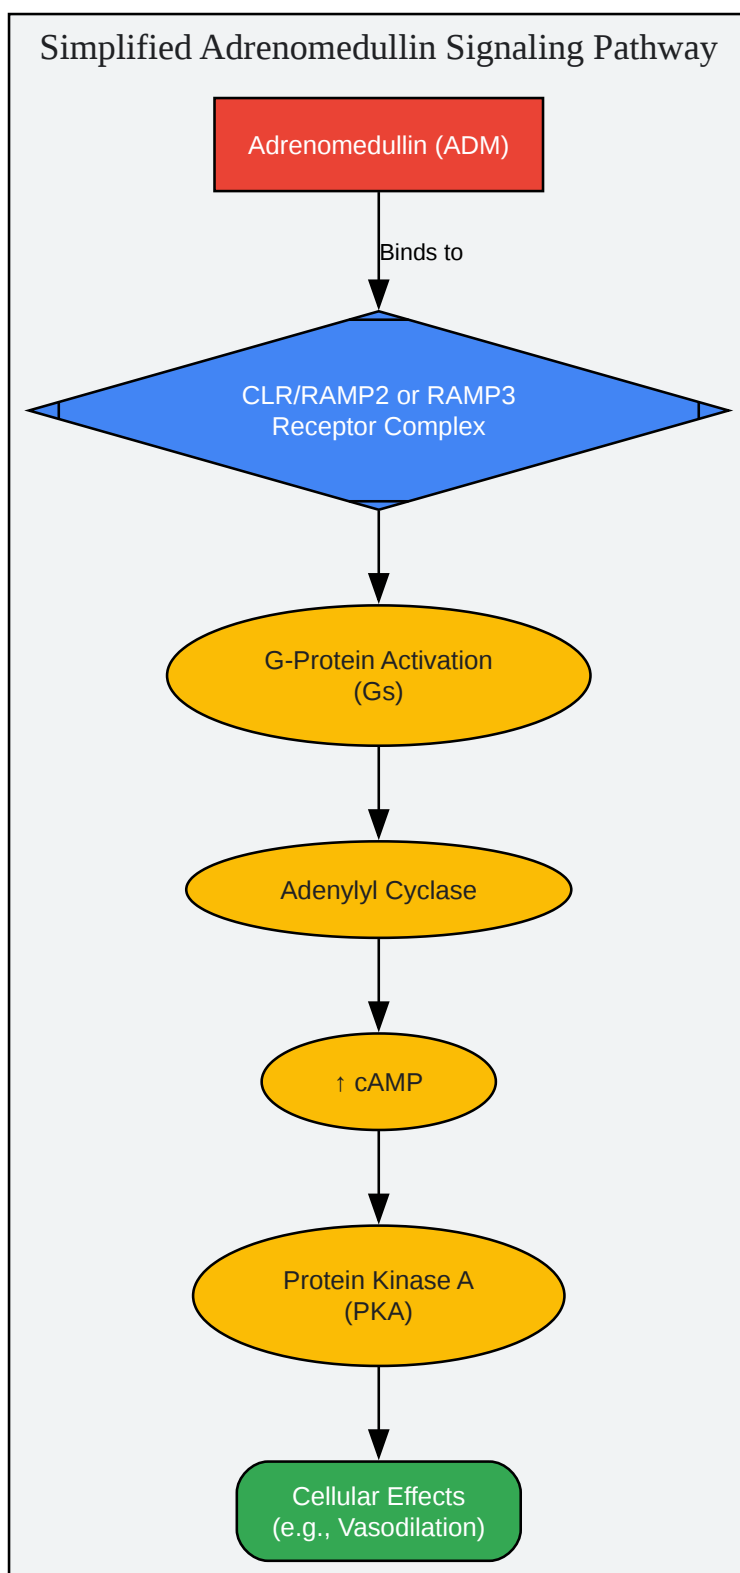 Simplified Adrenomedullin Signaling Pathway
Adrenomedullin (ADM)
Binds to
CLR/RAMP2 or RAMP3
Receptor Complex
G-Protein Activation
(Gs)
Adenylyl Cyclase
↑ cAMP
Protein Kinase A
(PKA)
Cellular Effects
(e.g., Vasodilation)